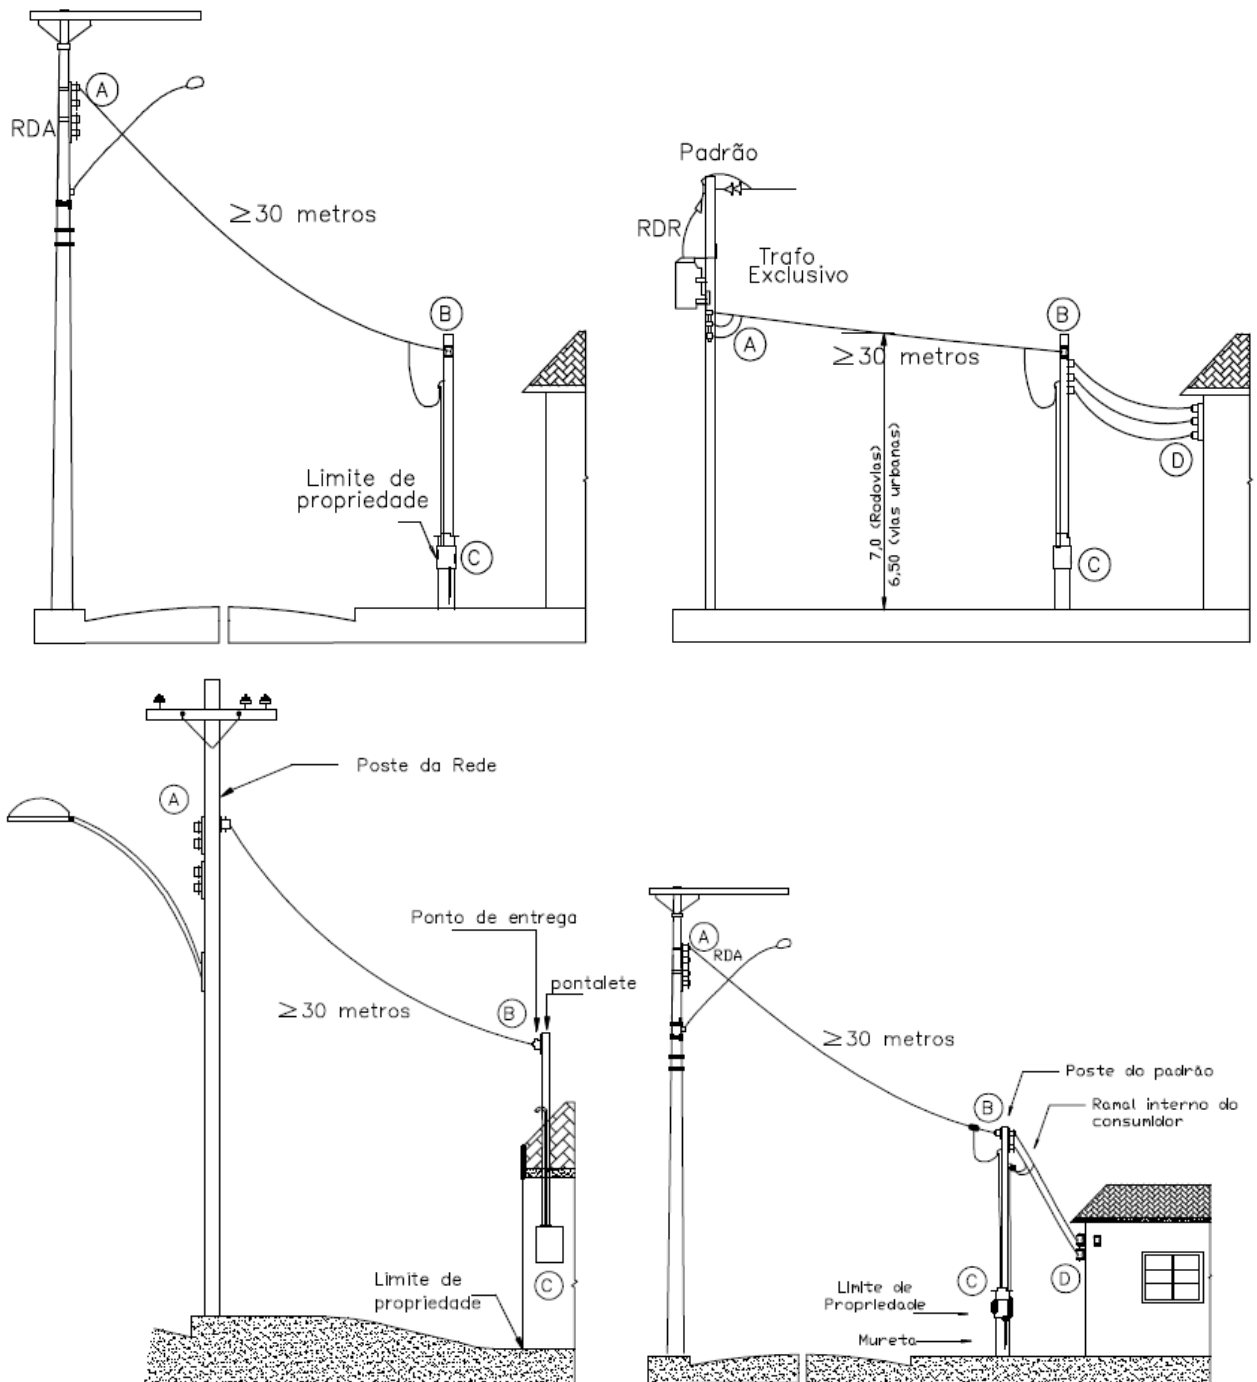 A
RDA
≥30 metros
B
Limite de
propriedade
C
Padrão
RDR
Trafo
Exclusivo
A
B
≥30 metros
7,0 (Rodovias)
6,50 (vias urbanas)
D
C
Poste da Rede
A
Ponto de entrega
pontalete
B
≥30 metros
C
Limite de
propriedade
A
RDA
≥30 metros
Poste do padrão
B
Ramal interno do
consumidor
C
D
Limite de
Propriedade
Mureta